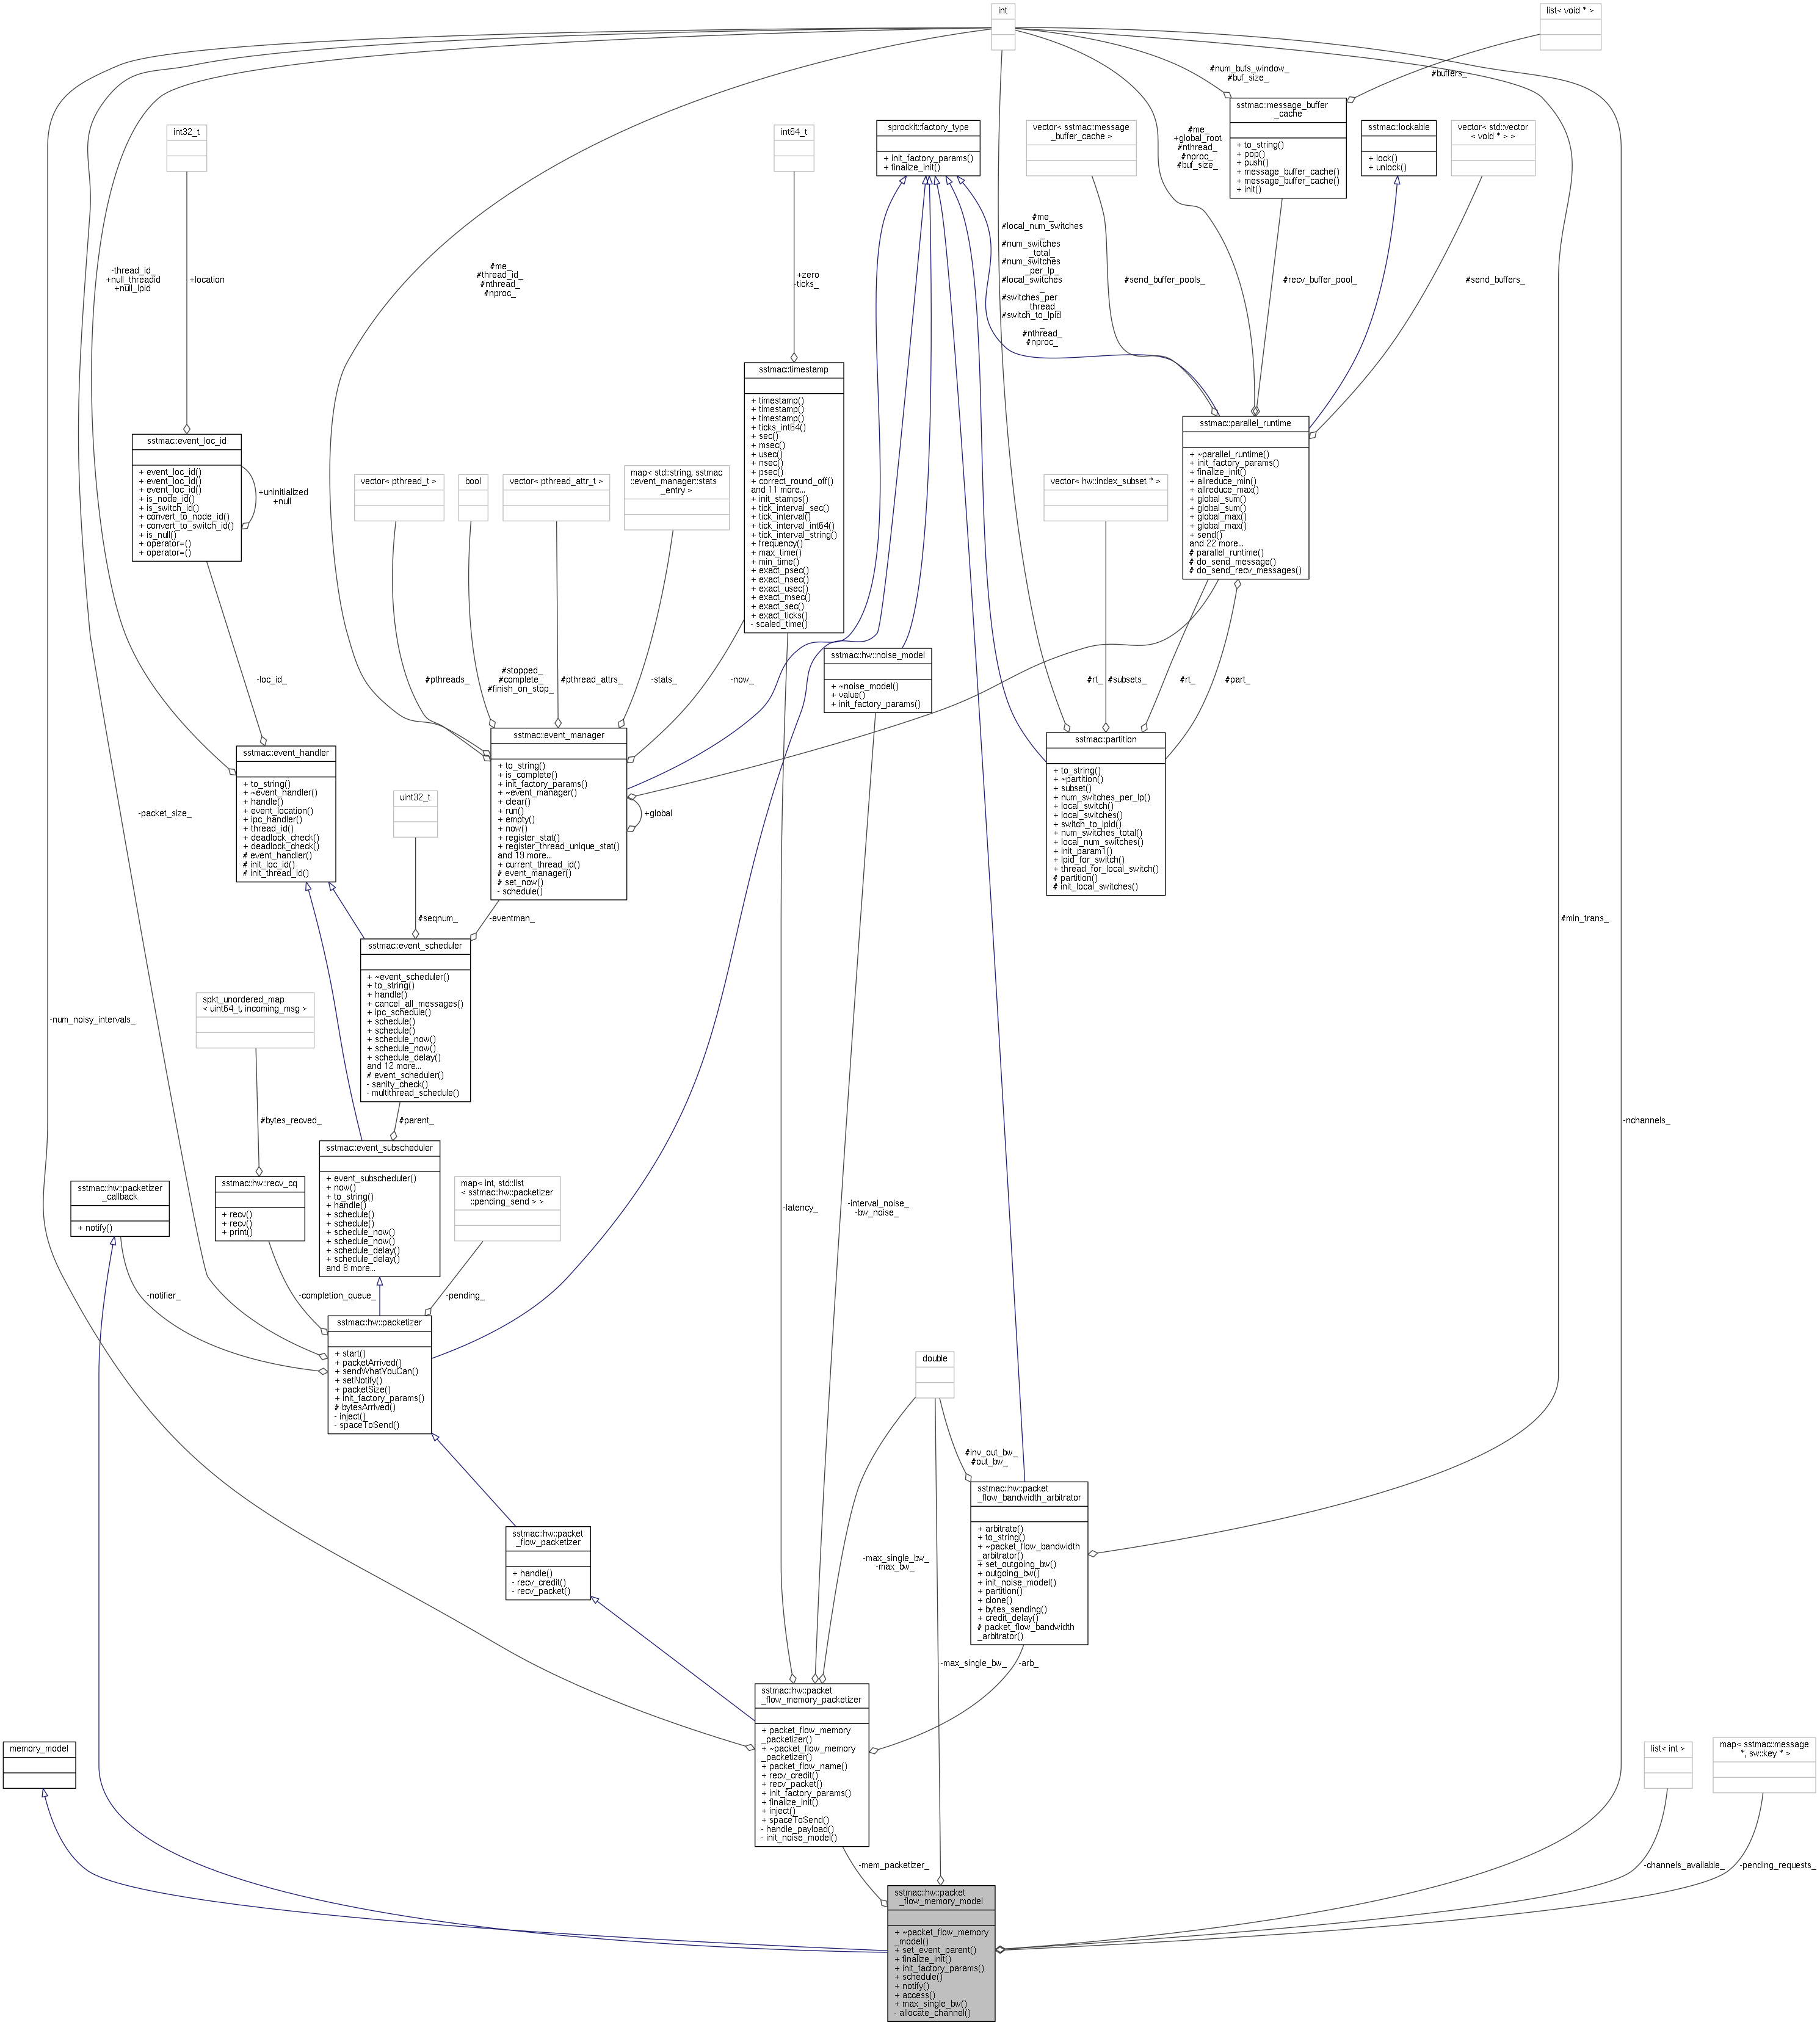 int
list< void * >
#num_bufs_window_
#buf_size_
#buffers_
sstmac::message_buffer
_cache
+ to_string()
+ pop()
+ push()
+ message_buffer_cache()
+ message_buffer_cache()
+ init()
int32_t
int64_t
sprockit::factory_type
+ init_factory_params()
+ finalize_init()
vector< sstmac::message
_buffer_cache >
#me_
+global_root
#nthread_
#nproc_
#buf_size_
sstmac::lockable
+ lock()
+ unlock()
vector< std::vector
< void * > >
-thread_id_
+null_threadid
+null_lpid
+location
#me_
#thread_id_
#nthread_
#nproc_
+zero
-ticks_
#me_
#local_num_switches
_
#num_switches
_total_
#num_switches
_per_lp_
#local_switches
_
#switches_per
_thread_
#switch_to_lpid
_
#nthread_
#nproc_
#send_buffer_pools_
#recv_buffer_pool_
#send_buffers_
sstmac::timestamp
+ timestamp()
+ timestamp()
+ timestamp()
+ ticks_int64()
+ sec()
+ msec()
+ usec()
+ nsec()
+ psec()
+ correct_round_off()
and 11 more...
+ init_stamps()
+ tick_interval_sec()
+ tick_interval()
+ tick_interval_int64()
+ tick_interval_string()
+ frequency()
+ max_time()
+ min_time()
+ exact_psec()
+ exact_nsec()
+ exact_usec()
+ exact_msec()
+ exact_sec()
+ exact_ticks()
- scaled_time()
sstmac::parallel_runtime
+ ~parallel_runtime()
+ init_factory_params()
+ finalize_init()
+ allreduce_min()
+ allreduce_max()
+ global_sum()
+ global_sum()
+ global_max()
+ global_max()
+ send()
and 22 more...
# parallel_runtime()
# do_send_message()
# do_send_recv_messages()
sstmac::event_loc_id
+ event_loc_id()
+ event_loc_id()
+ event_loc_id()
+ is_node_id()
+ is_switch_id()
+ convert_to_node_id()
+ convert_to_switch_id()
+ is_null()
+ operator=()
+ operator=()
+uninitialized
+null
vector< pthread_t >
bool
vector< pthread_attr_t >
map< std::string, sstmac
::event_manager::stats
_entry >
vector< hw::index_subset * >
-loc_id_
#pthreads_
#stopped_
#complete_
#finish_on_stop_
#pthread_attrs_
-stats_
-now_
sstmac::hw::noise_model
+ ~noise_model()
+ value()
+ init_factory_params()
#rt_
#subsets_
#rt_
#part_
sstmac::event_handler
+ to_string()
+ ~event_handler()
+ handle()
+ event_location()
+ ipc_handler()
+ thread_id()
+ deadlock_check()
+ deadlock_check()
# event_handler()
# init_loc_id()
# init_thread_id()
sstmac::event_manager
+ to_string()
+ is_complete()
+ init_factory_params()
+ ~event_manager()
+ clear()
+ run()
+ empty()
+ now()
+ register_stat()
+ register_thread_unique_stat()
and 19 more...
+ current_thread_id()
# event_manager()
# set_now()
- schedule()
+global
sstmac::partition
+ to_string()
+ ~partition()
+ subset()
+ num_switches_per_lp()
+ local_switch()
+ local_switches()
+ switch_to_lpid()
+ num_switches_total()
+ local_num_switches()
+ init_param1()
+ lpid_for_switch()
+ thread_for_local_switch()
# partition()
# init_local_switches()
-packet_size_
uint32_t
#seqnum_
-eventman_
#min_trans_
sstmac::event_scheduler
+ ~event_scheduler()
+ to_string()
+ handle()
+ cancel_all_messages()
+ ipc_schedule()
+ schedule()
+ schedule()
+ schedule_now()
+ schedule_now()
+ schedule_delay()
and 12 more...
# event_scheduler()
- sanity_check()
- multithread_schedule()
-num_noisy_intervals_
spkt_unordered_map
< uint64_t, incoming_msg >
#bytes_recved_
#parent_
-nchannels_
sstmac::hw::packetizer
_callback
+ notify()
sstmac::hw::recv_cq
+ recv()
+ recv()
+ print()
sstmac::event_subscheduler
+ event_subscheduler()
+ now()
+ to_string()
+ handle()
+ schedule()
+ schedule()
+ schedule_now()
+ schedule_now()
+ schedule_delay()
+ schedule_delay()
and 8 more...
map< int, std::list
< sstmac::hw::packetizer
::pending_send > >
-latency_
-interval_noise_
-bw_noise_
-notifier_
-completion_queue_
-pending_
sstmac::hw::packetizer
+ start()
+ packetArrived()
+ sendWhatYouCan()
+ setNotify()
+ packetSize()
+ init_factory_params()
# bytesArrived()
- inject()
- spaceToSend()
double
#inv_out_bw_
#out_bw_
sstmac::hw::packet
_flow_bandwidth_arbitrator
+ arbitrate()
+ to_string()
+ ~packet_flow_bandwidth
_arbitrator()
+ set_outgoing_bw()
+ outgoing_bw()
+ init_noise_model()
+ partition()
+ clone()
+ bytes_sending()
+ credit_delay()
# packet_flow_bandwidth
_arbitrator()
sstmac::hw::packet
_flow_packetizer
+ handle()
- recv_credit()
- recv_packet()
-max_single_bw_
-max_bw_
-max_single_bw_
-arb_
sstmac::hw::packet
_flow_memory_packetizer
+ packet_flow_memory
_packetizer()
+ ~packet_flow_memory
_packetizer()
+ packet_flow_name()
+ recv_credit()
+ recv_packet()
+ init_factory_params()
+ finalize_init()
+ inject()
+ spaceToSend()
- handle_payload()
- init_noise_model()
memory_model
list< int >
map< sstmac::message
*, sw::key * >
-mem_packetizer_
-channels_available_
-pending_requests_
sstmac::hw::packet
_flow_memory_model
+ ~packet_flow_memory
_model()
+ set_event_parent()
+ finalize_init()
+ init_factory_params()
+ schedule()
+ notify()
+ access()
+ max_single_bw()
- allocate_channel()